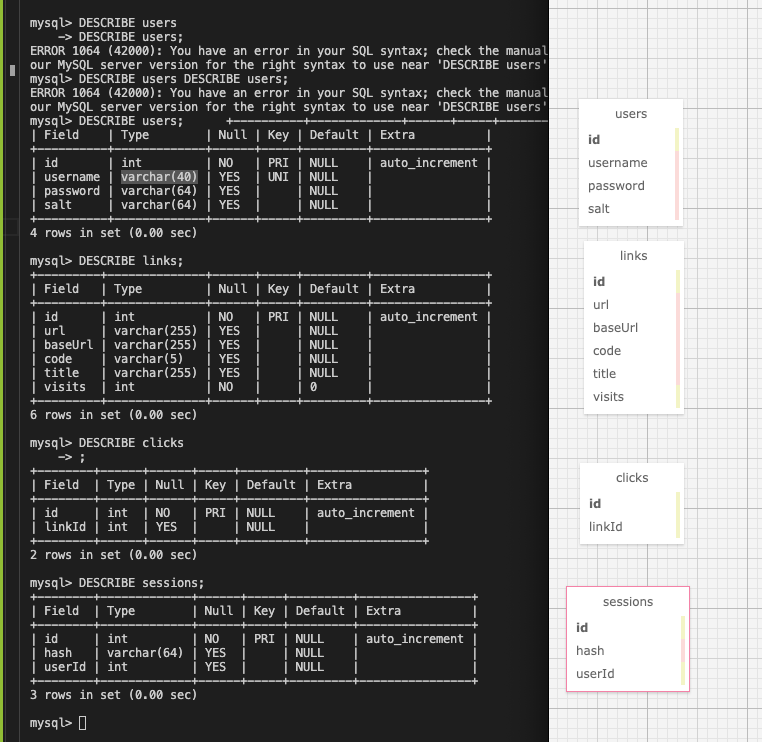 mysql> DESCRIBE users
    -> DESCRIBE users;
ERROR 1064 (42000): You have an error in your SQL syntax; check the manual
our MySQL server version for the right syntax to use near 'DESCRIBE users'
mysql> DESCRIBE users DESCRIBE users;
ERROR 1064 (42000): You have an error in your SQL syntax; check the manual
our MySQL server version for the right syntax to use near 'DESCRIBE users'
mysql> DESCRIBE users;
| Field | Type | Null | Key | Default | Extra |
| id | int | NO | PRI | NULL | auto_increment |
| username | varchar(40) | YES | UNI | NULL | |
| password | varchar(64) | YES | | NULL | |
| salt | varchar(64) | YES | | NULL | |
4 rows in set (0.00 sec)
mysql> DESCRIBE links;
| Field | Type | Null | Key | Default | Extra |
| id | int | NO | PRI | NULL | auto_increment |
| url | varchar(255) | YES | | NULL | |
| baseUrl | varchar(255) | YES | | NULL | |
| code | varchar(5) | YES | | NULL | |
| title | varchar(255) | YES | | NULL | |
| visits | int | NO | | 0 | |
6 rows in set (0.00 sec)
mysql> DESCRIBE clicks
    -> ;
| Field | Type | Null | Key | Default | Extra |
| id | int | NO | PRI | NULL | auto_increment |
| linkId | int | YES | | NULL | |
2 rows in set (0.00 sec)
mysql> DESCRIBE sessions;
| Field | Type | Null | Key | Default | Extra |
| id | int | NO | PRI | NULL | auto_increment |
| hash | varchar(64) | YES | | NULL | |
| userId | int | YES | | NULL | |
3 rows in set (0.00 sec)
mysql>
users
id
username
password
salt
links
id
url
baseUrl
code
title
visits
clicks
id
linkId
sessions
id
hash
userId